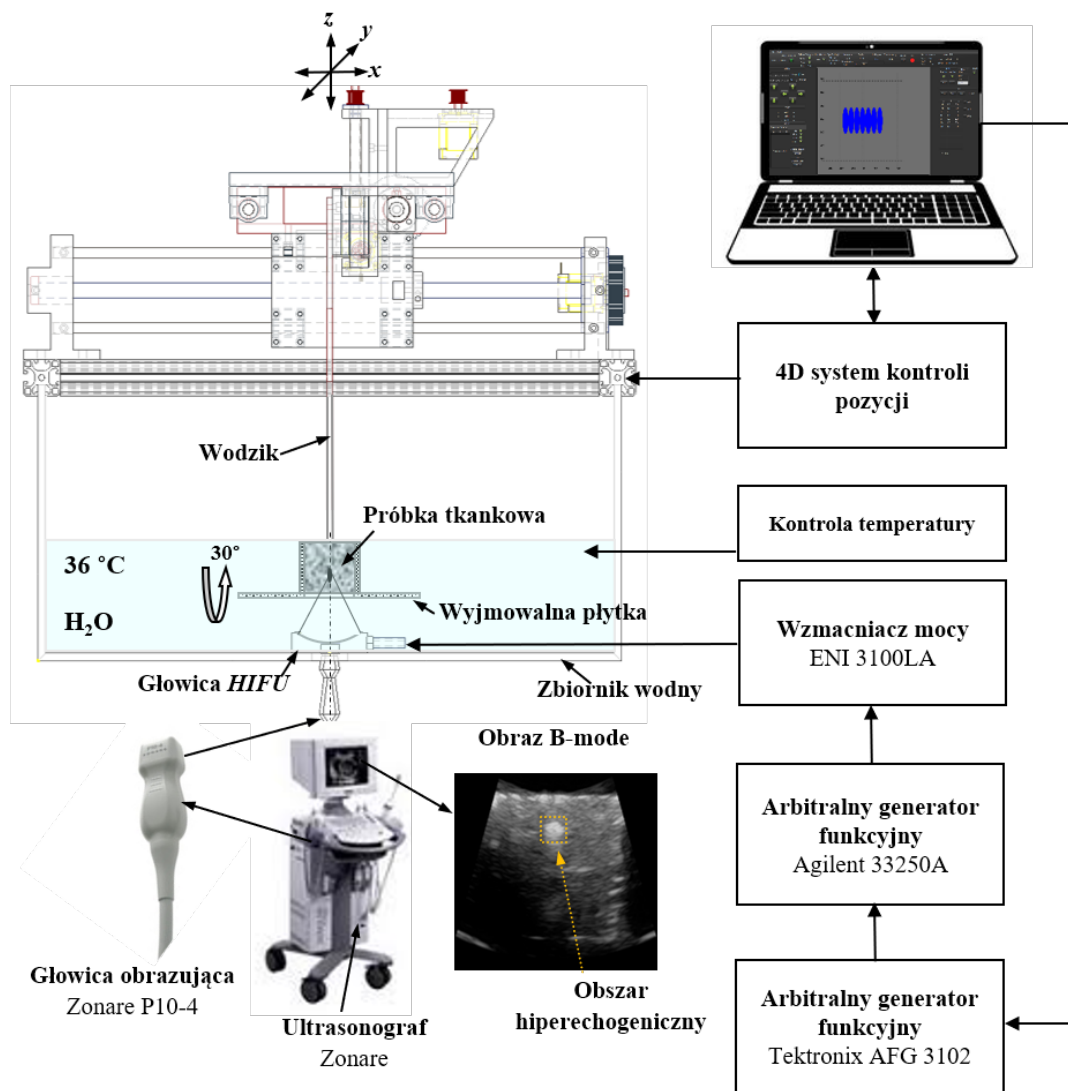 z
y
x
4D system kontroli
pozycji
Wodzik
Próbka tkankowa
Kontrola temperatury
36 °C
30°
H₂O
Wyjmowalna płytka
Wzmacniacz mocy
ENI 3100LA
Głowica HIFU
Zbiornik wodny
Obraz B-mode
Arbitralny generator
funkcyjny
Agilent 33250A
Głowica obrazująca
Zonare P10-4
Ultrasonograf
Zonare
Obszar
hiperechogeniczny
Arbitralny generator
funkcyjny
Tektronix AFG 3102